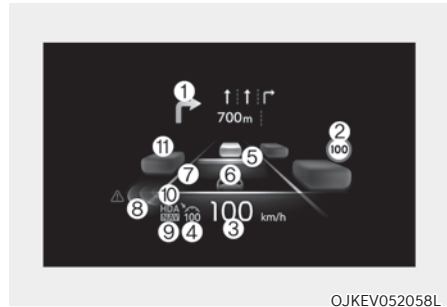 ①
700m
②
100
⑪
⑤
⑦
⑥
⑩
⑧
HDA
100
100 km/h
NAV
⑨
④
③
OJKEV052058L